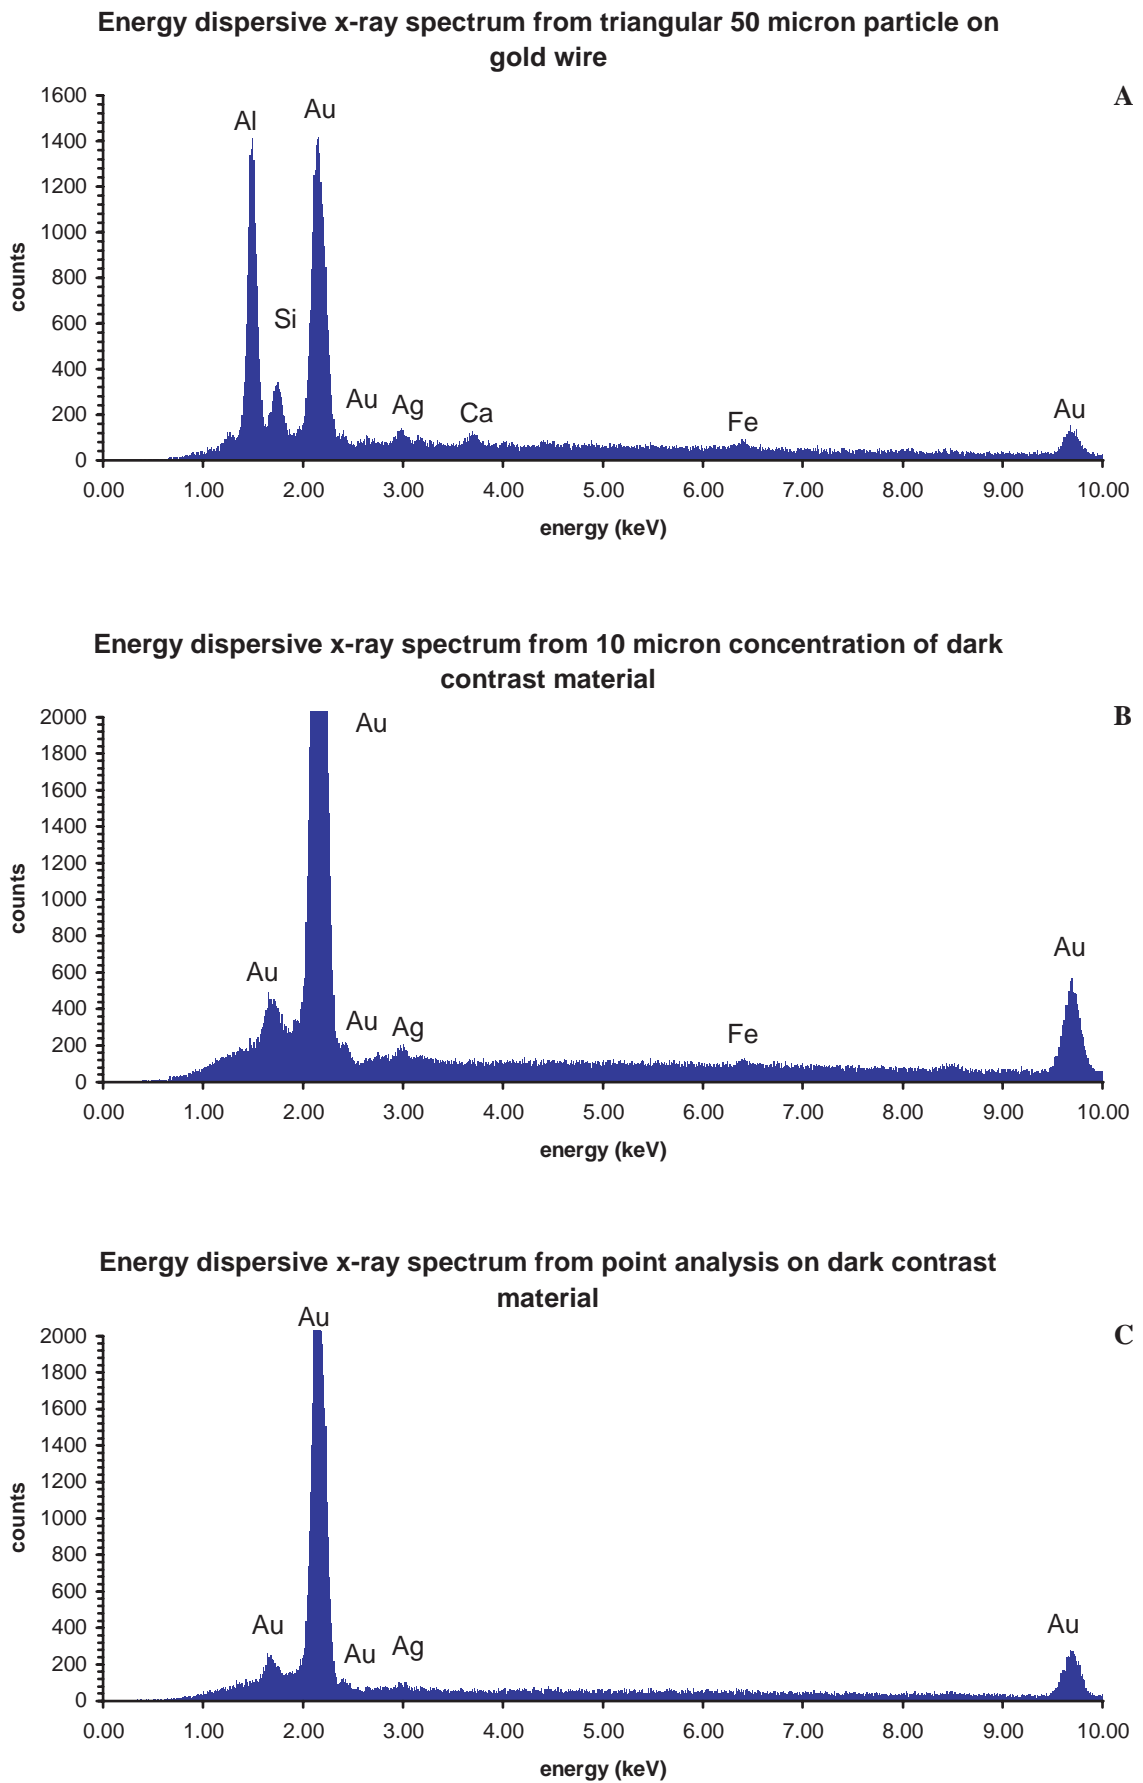 Energy dispersive x-ray spectrum from triangular 50 micron particle on
gold wire
A
1600
1400
1200
1000
800
600
400
200
0
counts
Al
Au
Si
Au
Ag
Ca
Fe
Au
0.00 1.00 2.00 3.00 4.00 5.00 6.00 7.00 8.00 9.00 10.00
energy (keV)
Energy dispersive x-ray spectrum from 10 micron concentration of dark
contrast material
B
2000
1800
1600
1400
1200
1000
800
600
400
200
0
counts
Au
Au
Au
Ag
Fe
Au
0.00 1.00 2.00 3.00 4.00 5.00 6.00 7.00 8.00 9.00 10.00
energy (keV)
Energy dispersive x-ray spectrum from point analysis on dark contrast
material
C
2000
1800
1600
1400
1200
1000
800
600
400
200
0
counts
Au
Au
Au
Ag
Au
0.00 1.00 2.00 3.00 4.00 5.00 6.00 7.00 8.00 9.00 10.00
energy (keV)